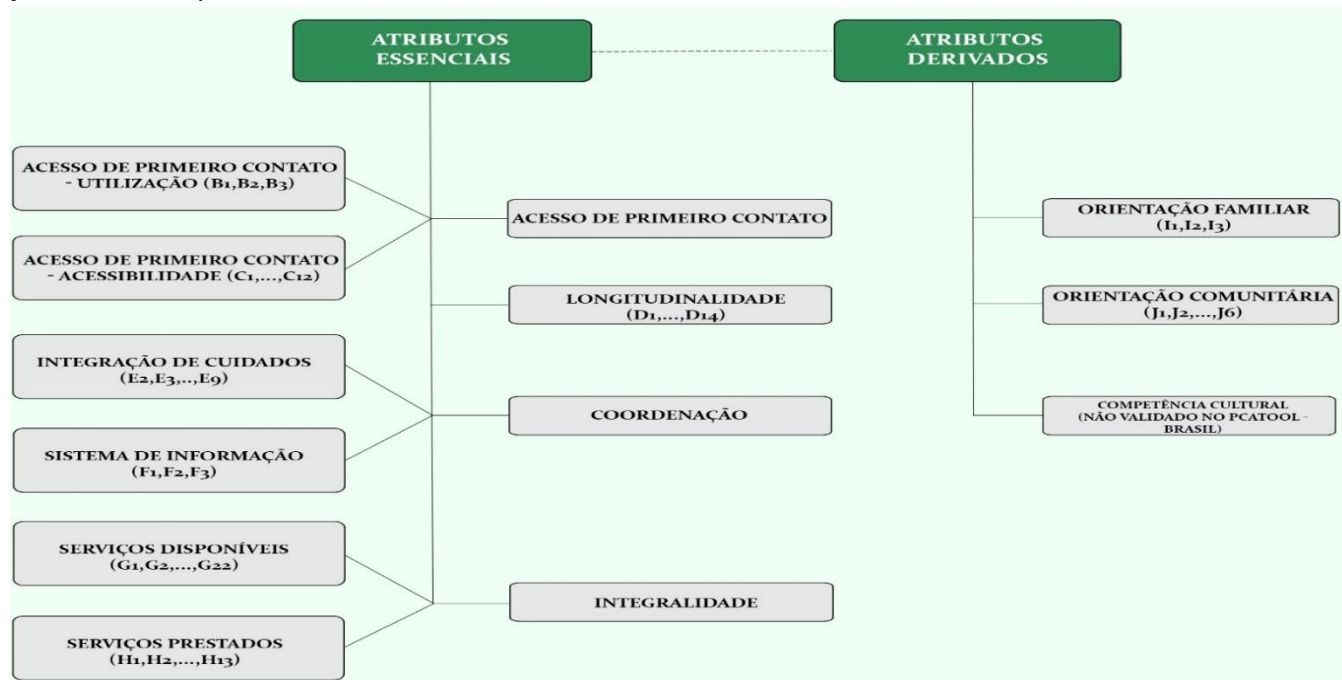 ATRIBUTOS
ESSENCIAIS
ATRIBUTOS
DERIVADOS
ACESSO DE PRIMEIRO CONTATO
- UTILIZAÇÃO (B1,B2,B3)
ACESSO DE PRIMEIRO CONTATO
- ACESSIBILIDADE (C1,...,C12)
INTEGRAÇÃO DE CUIDADOS
(E2,E3,..,E9)
SISTEMA DE INFORMAÇÃO
(F1,F2,F3)
SERVIÇOS DISPONÍVEIS
(G1,G2,...,G22)
SERVIÇOS PRESTADOS
(H1,H2,...,H13)
ACESSO DE PRIMEIRO CONTATO
LONGITUDINALIDADE
(D1,...,D14)
COORDENAÇÃO
INTEGRALIDADE
ORIENTAÇÃO FAMILIAR
(I1,I2,I3)
ORIENTAÇÃO COMUNITÁRIA
(J1,J2,...,J6)
COMPETÊNCIA CULTURAL
(NÃO VALIDADO NO PCATOOL -
BRASIL)